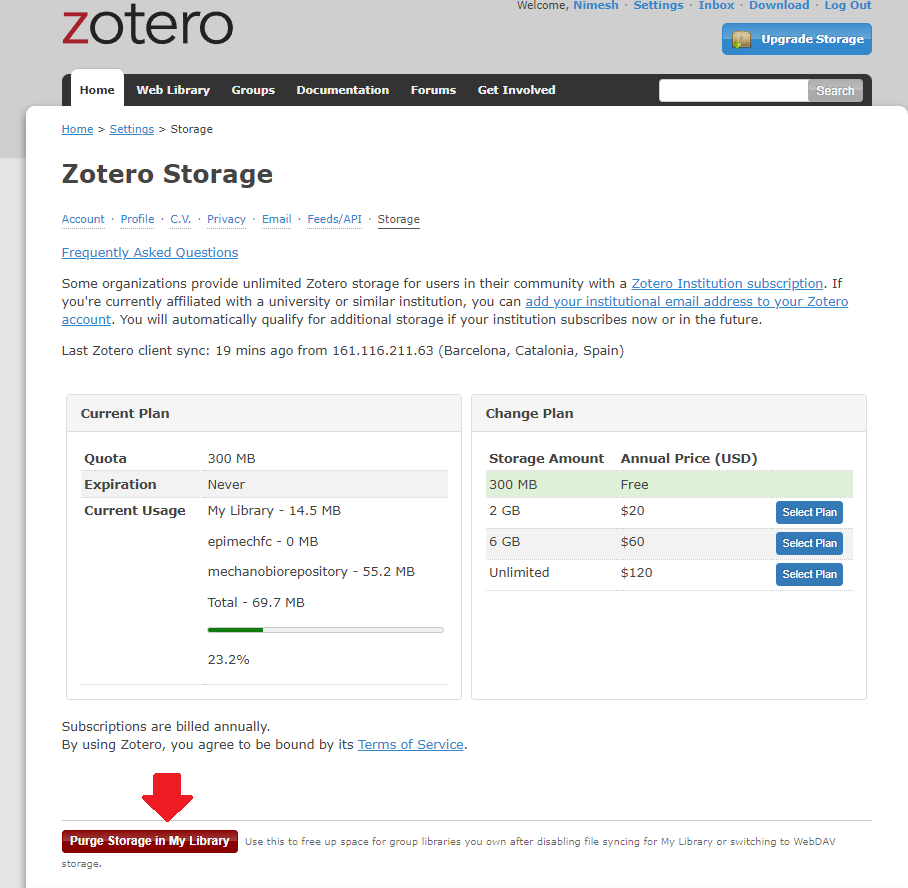 zotero
Welcome, Nimesh · Settings · Inbox · Download · Log Out
Upgrade Storage
Home Web Library Groups Documentation Forums Get Involved Search
Home > Settings > Storage
Zotero Storage
Account · Profile · C.V. · Privacy · Email · Feeds/API · Storage
Frequently Asked Questions
Some organizations provide unlimited Zotero storage for users in their community with a Zotero Institution subscription. If
you're currently affiliated with a university or similar institution, you can add your institutional email address to your Zotero
account. You will automatically qualify for additional storage if your institution subscribes now or in the future.
Last Zotero client sync: 19 mins ago from 161.116.211.63 (Barcelona, Catalonia, Spain)
Current Plan
Quota 300 MB
Expiration Never
Current Usage My Library - 14.5 MB
epimechfc - 0 MB
mechanobiorepository - 55.2 MB
Total - 69.7 MB
23.2%
Change Plan
Storage Amount Annual Price (USD)
300 MB Free
2 GB $20 Select Plan
6 GB $60 Select Plan
Unlimited $120 Select Plan
Subscriptions are billed annually.
By using Zotero, you agree to be bound by its Terms of Service.
Purge Storage in My Library Use this to free up space for group libraries you own after disabling file syncing for My Library or switching to WebDAV
storage.